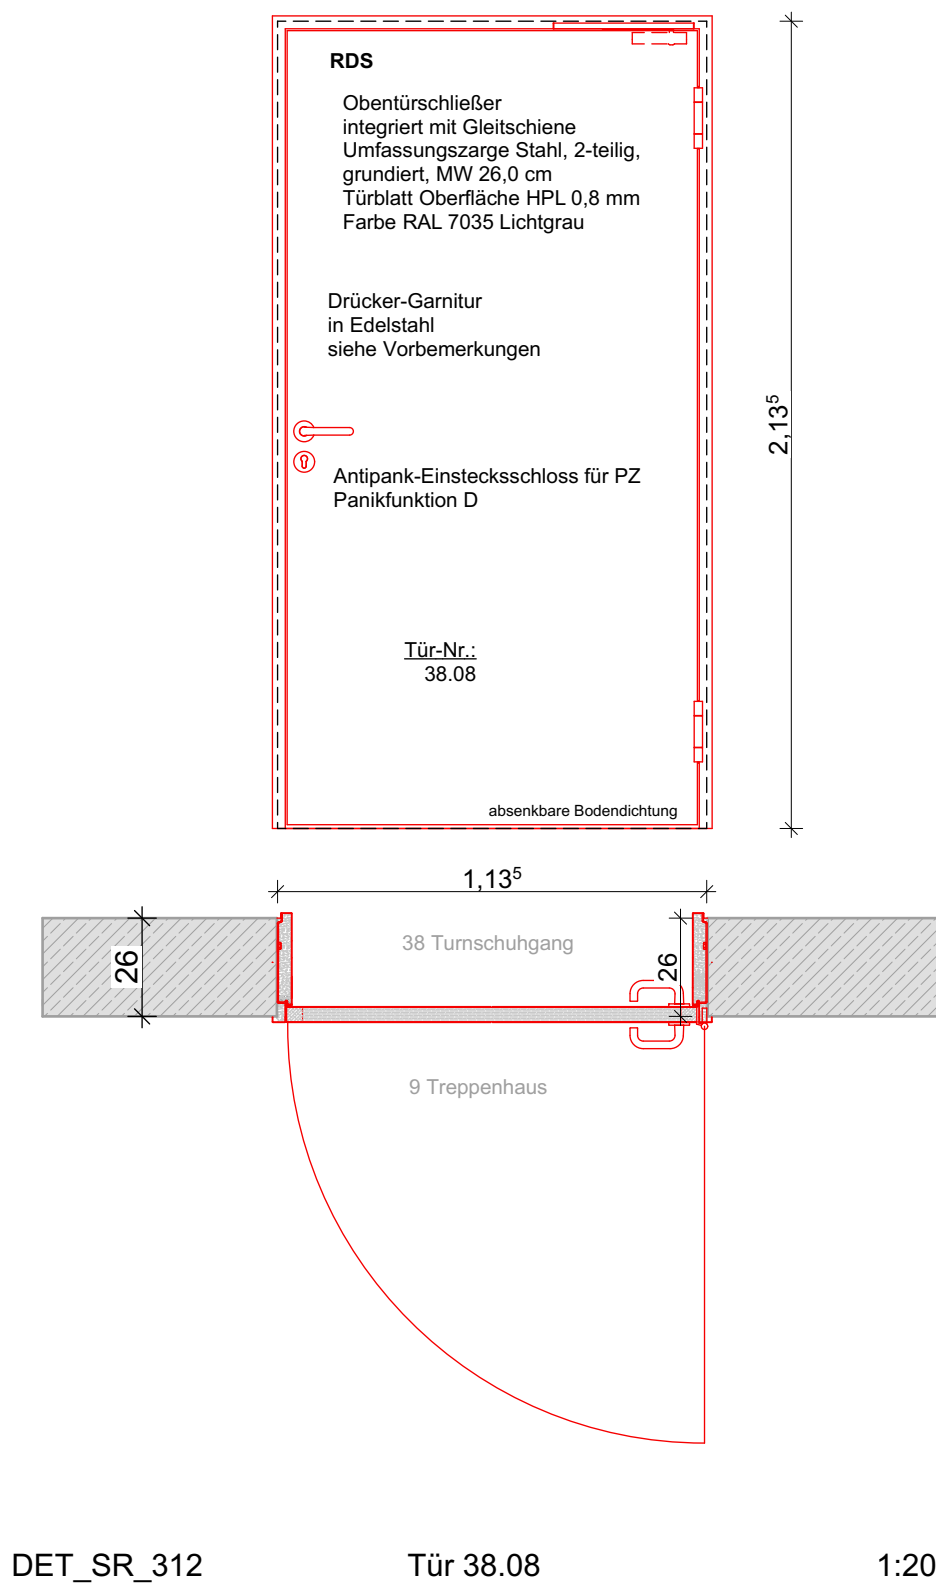 RDS
Obentürschließer
integriert mit Gleitschiene
Umfassungszarge Stahl, 2-teilig,
grundiert, MW 26,0 cm
Türblatt Oberfläche HPL 0,8 mm
Farbe RAL 7035 Lichtgrau
Drücker-Garnitur
in Edelstahl
siehe Vorbemerkungen
2,13⁵
Antipank-Einstecksschloss für PZ
Panikfunktion D
Tür-Nr.:
38.08
absenkbare Bodendichtung
1,13⁵
38 Turnschuhgang
26
26
9 Treppenhaus
DET_SR_312 Tür 38.08 1:20